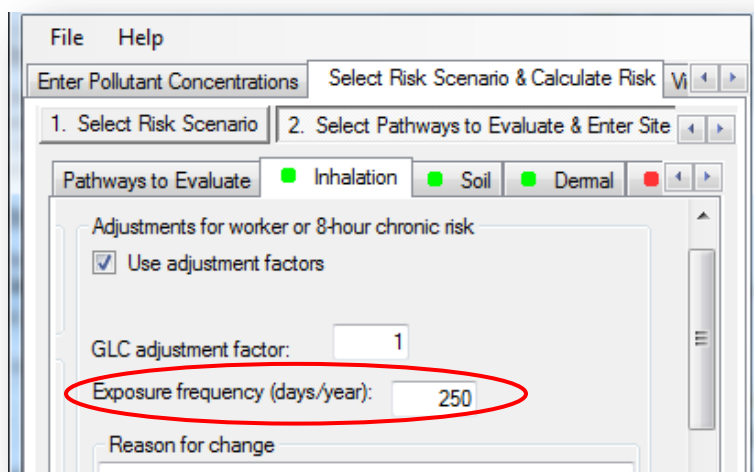 File Help
Enter Pollutant Concentrations Select Risk Scenario & Calculate Risk Vi
1. Select Risk Scenario 2. Select Pathways to Evaluate & Enter Site
Pathways to Evaluate Inhalation Soil Dermal
Adjustments for worker or 8-hour chronic risk
Use adjustment factors
GLC adjustment factor: 1
Exposure frequency (days/year): 250
Reason for change